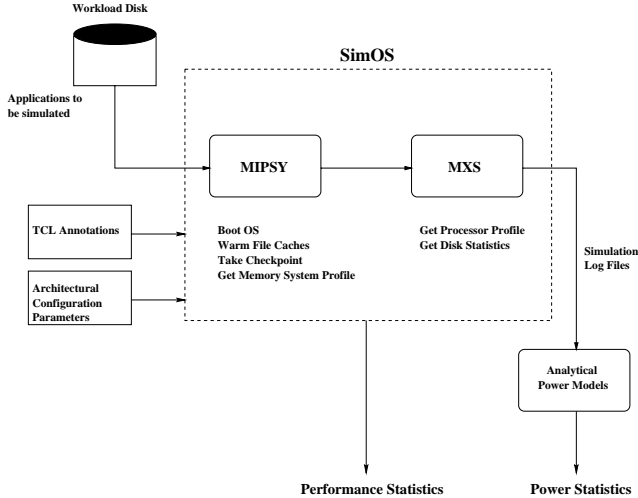 Workload Disk
SimOS
Applications to
be simulated
MIPSY
MXS
TCL Annotations
Boot OS
Warm File Caches
Take Checkpoint
Get Memory System Profile
Get Processor Profile
Get Disk Statistics
Simulation
Log Files
Architectural
Configuration
Parameters
Analytical
Power Models
Performance Statistics
Power Statistics